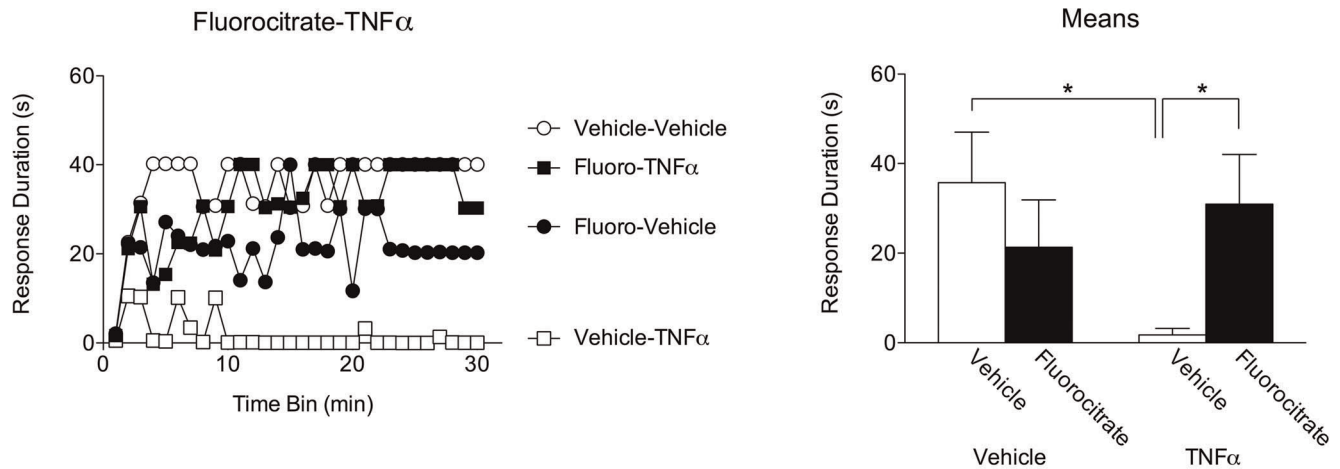 Fluorocitrate-TNFα
Response Duration (s)
60
40
20
0
0
10
20
30
Time Bin (min)
Vehicle-Vehicle
Fluoro-TNFα
Fluoro-Vehicle
Vehicle-TNFα
Means
Response Duration (s)
60
40
20
0
*
*
Vehicle
Fluorocitrate
Vehicle
Fluorocitrate
Vehicle
TNFα